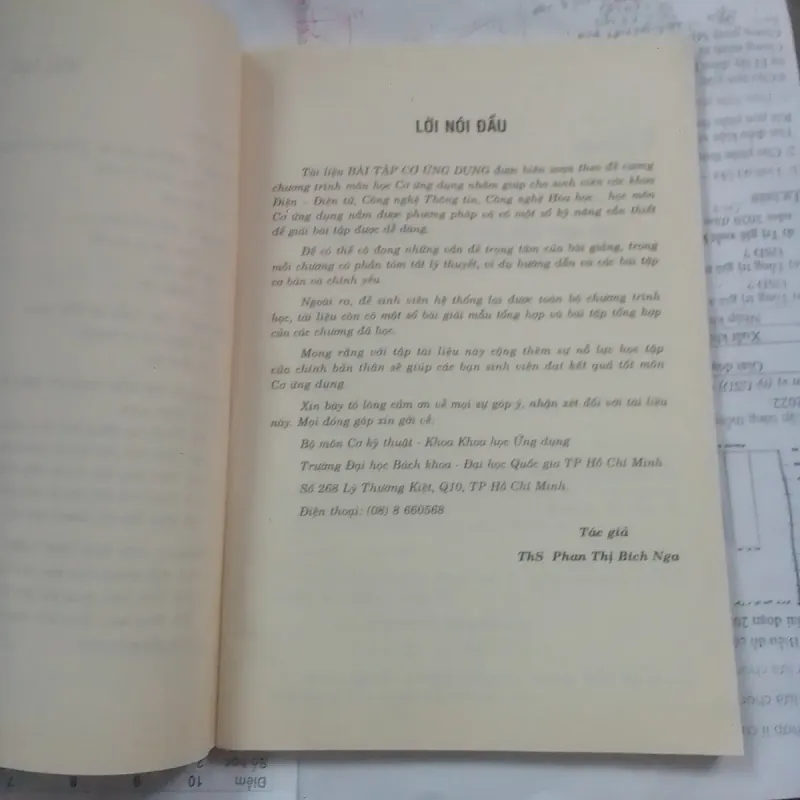 LỜI NÓI ĐẦU
Tài liệu BÀI TẬP CƠ ỨNG DỤNG được biên soạn theo đề cương
chương trình môn học Cơ ứng dụng nhằm giúp cho sinh viên các khoa
Điện - Điện tử, Công nghệ Thông tin, Công nghệ Hóa học học môn
Cơ ứng dụng nắm được phương pháp và có một số kỹ năng cần thiết
để giải bài tập được dễ dàng.
Để có thể cô đọng những vấn đề trọng tâm của bài giảng, trong
mỗi chương có phần tóm tắt lý thuyết, ví dụ hướng dẫn và các bài tập
cơ bản và chính yếu.
Ngoài ra, để sinh viên hệ thống lại được toàn bộ chương trình
học, tài liệu còn có một số bài giải mẫu tổng hợp và bài tập tổng hợp
của các chương đã học.
Mong rằng với tập tài liệu này cộng thêm sự nỗ lực học tập
của chính bản thân sẽ giúp các bạn sinh viên đạt kết quả tốt môn
Cơ ứng dụng.
Xin bày tỏ lòng cảm ơn về mọi sự góp ý, nhận xét đối với tài liệu
này. Mọi đóng góp xin gởi về:
Bộ môn Cơ kỹ thuật - Khoa Khoa học Ứng dụng
Trường Đại học Bách khoa - Đại học Quốc gia TP Hồ Chí Minh
Số 268 Lý Thường Kiệt, Q10, TP Hồ Chí Minh.
Điện thoại: (08) 8 660568
Tác giả
ThS Phan Thị Bích Nga
Điểm 10 9 8 7